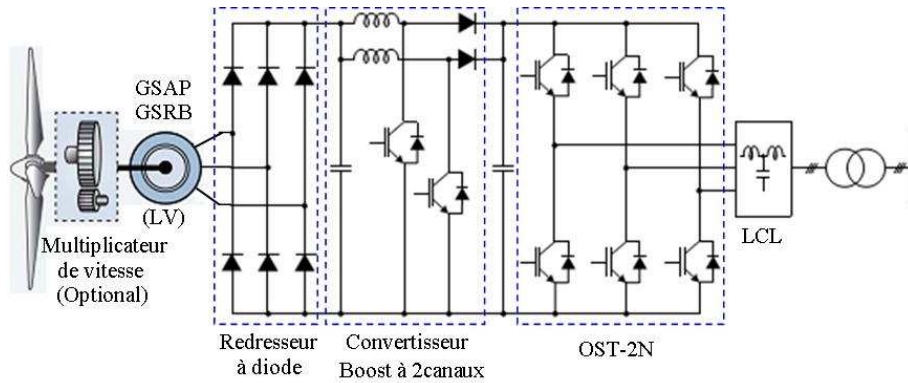 GSAP
GSRB
(LV)
Multiplicateur
de vitesse
(Optional)
Redresseur
à diode
Convertisseur
Boost à 2canaux
OST-2N
LCL